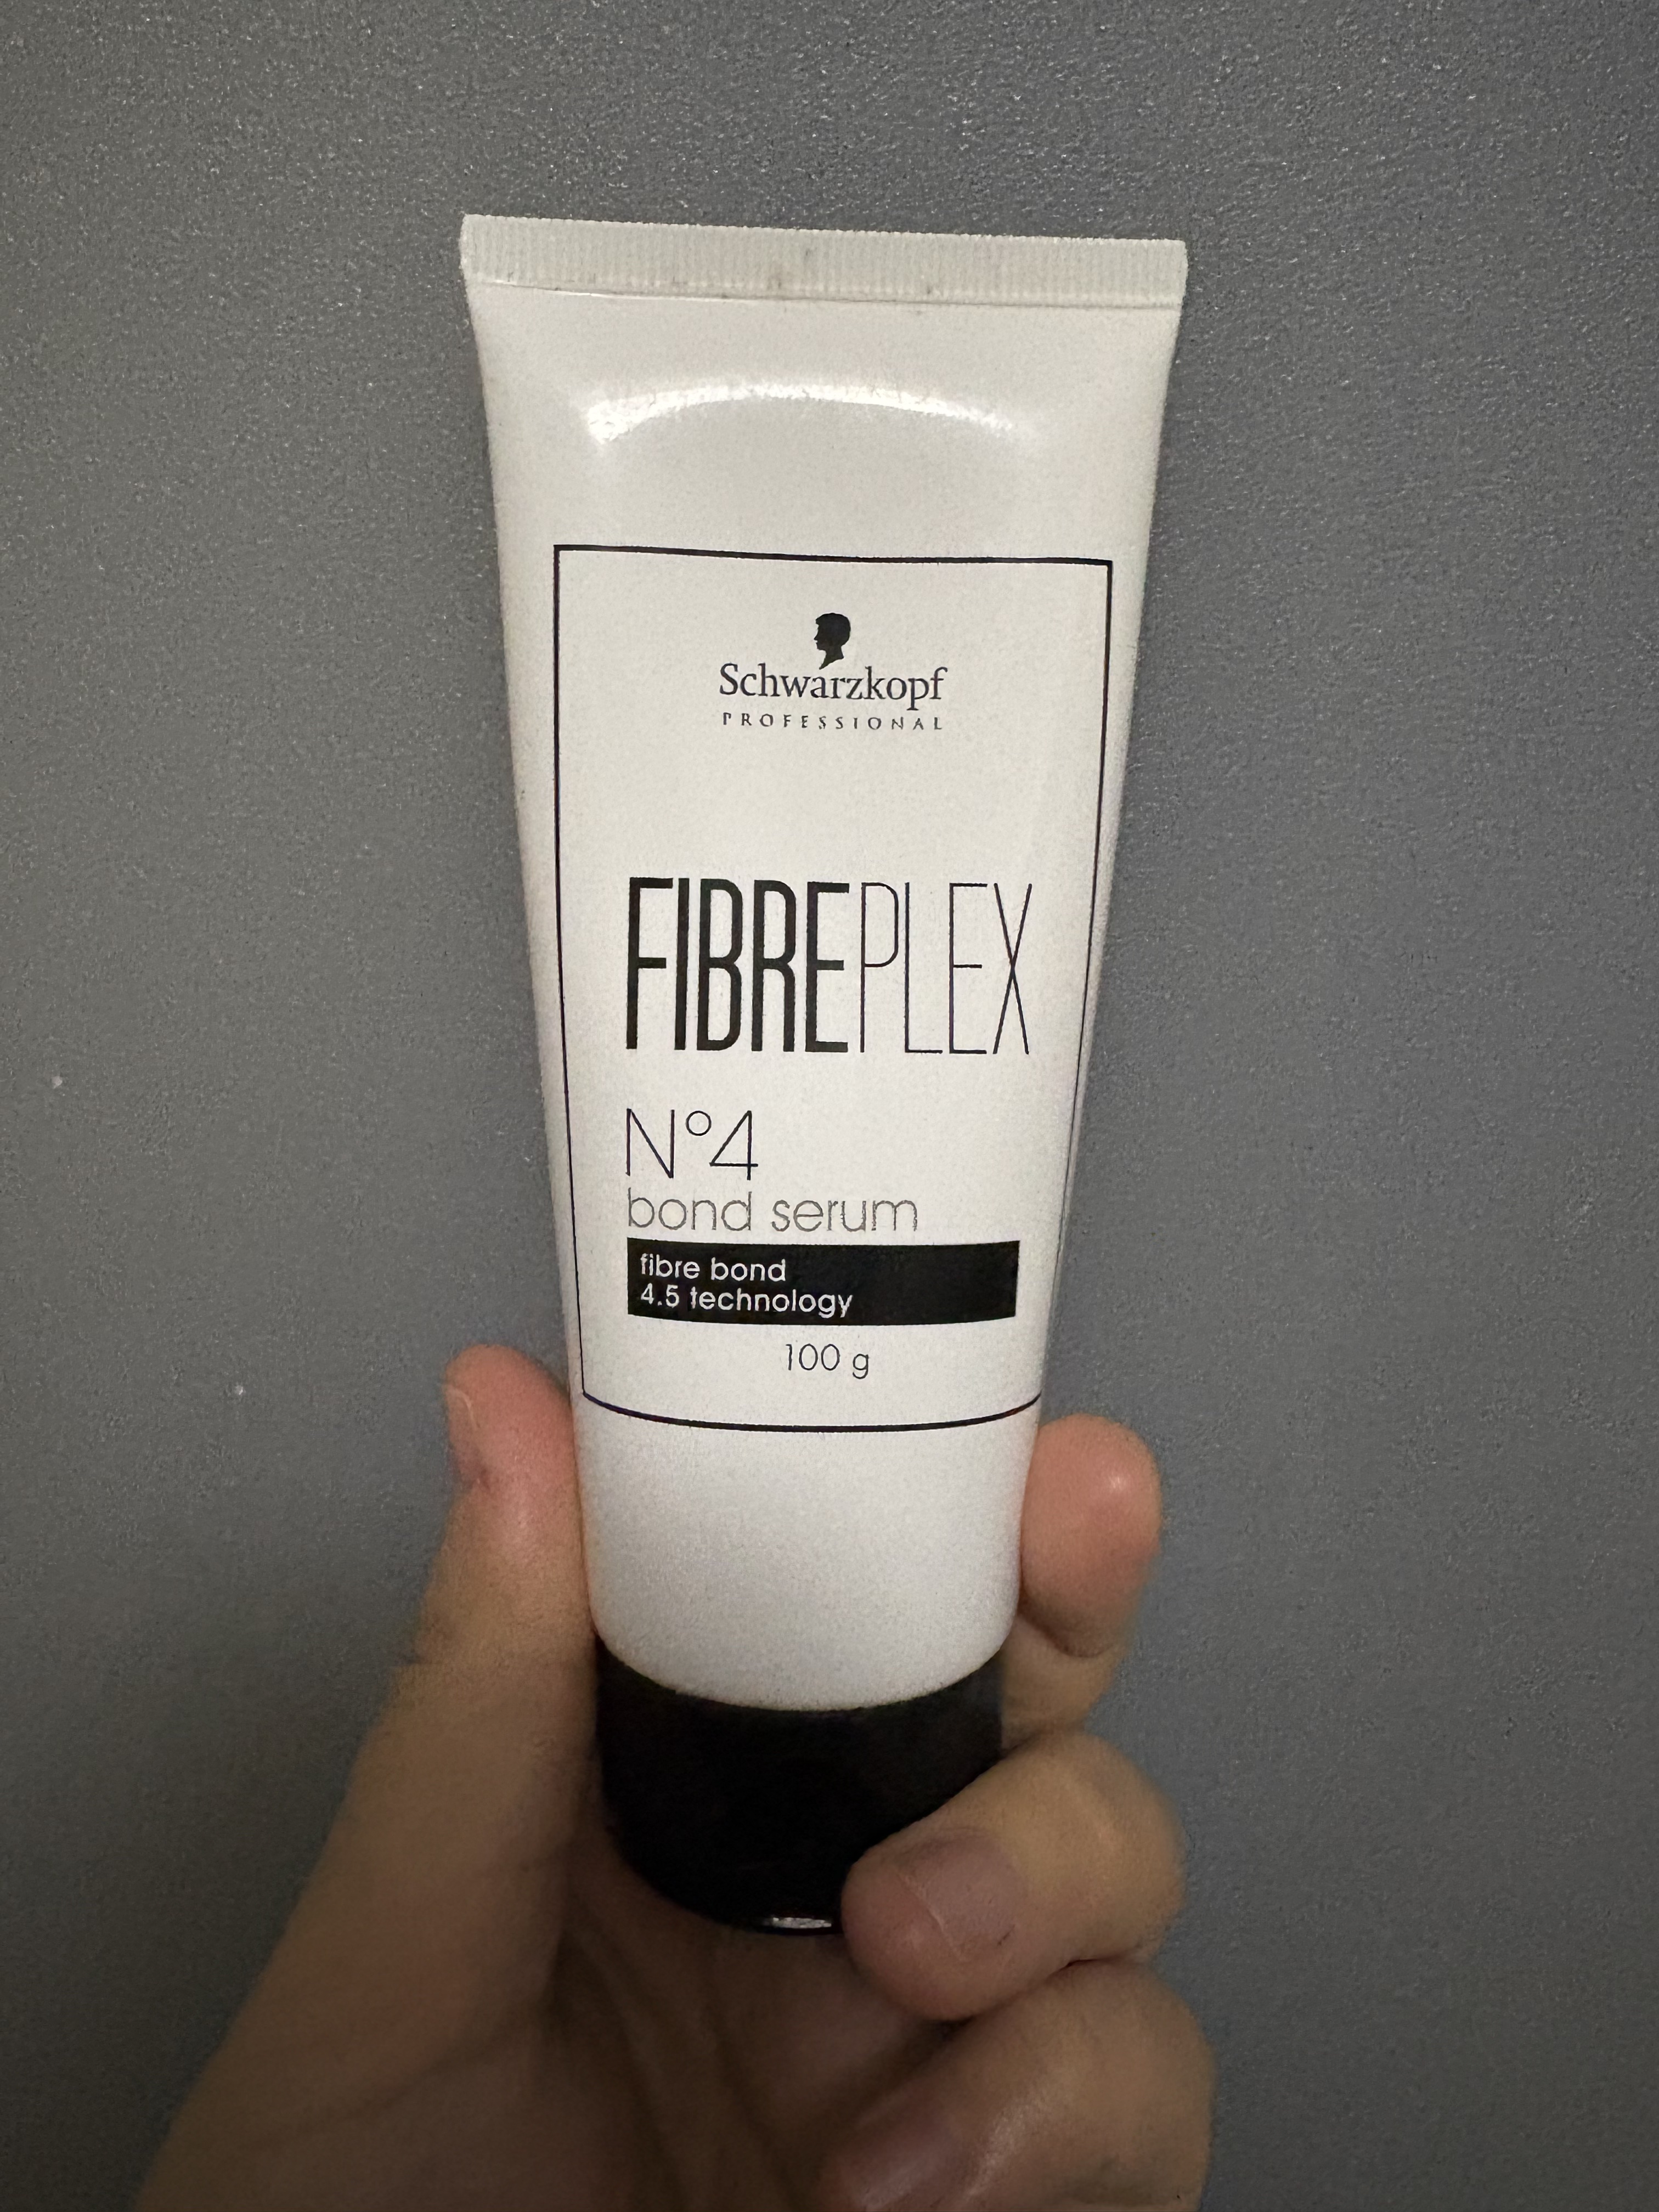 Schwarzkopf
PROFESSIONAL
FIBREPLEX
N°4
bond serum
fibre bond
4.5 technology
100 g